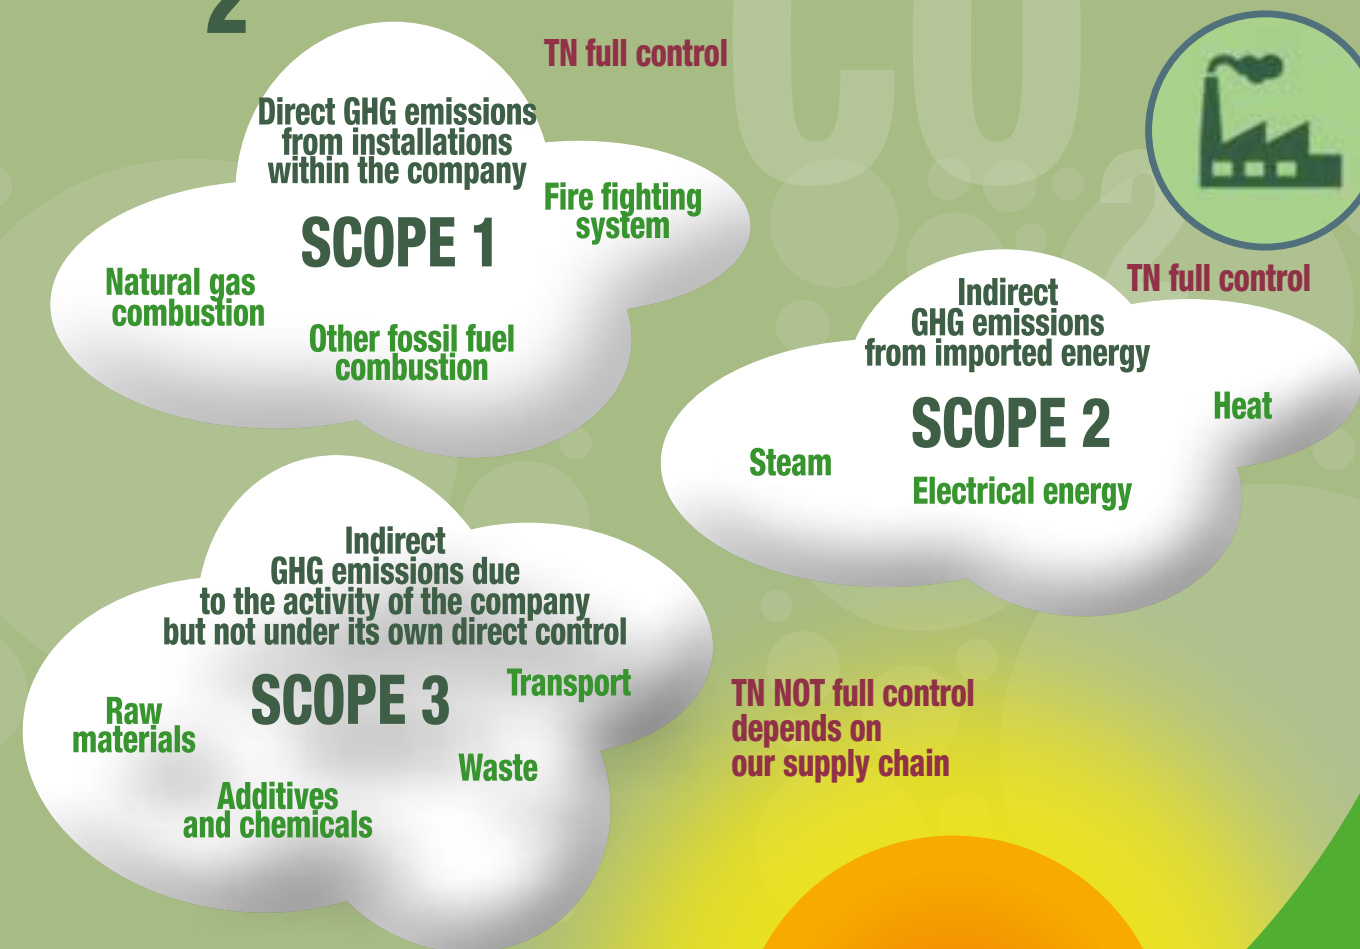 2
TN full control
Direct GHG emissions
from installations
within the company
SCOPE 1
Fire fighting
system
Natural gas
combustion
Other fossil fuel
combustion
CO
2
TN full control
Indirect
GHG emissions
from imported energy
SCOPE 2
Heat
Steam
Electrical energy
Indirect
GHG emissions due
to the activity of the company
but not under its own direct control
SCOPE 3
Transport
Raw
materials
Waste
Additives
and chemicals
TN NOT full control
depends on
our supply chain